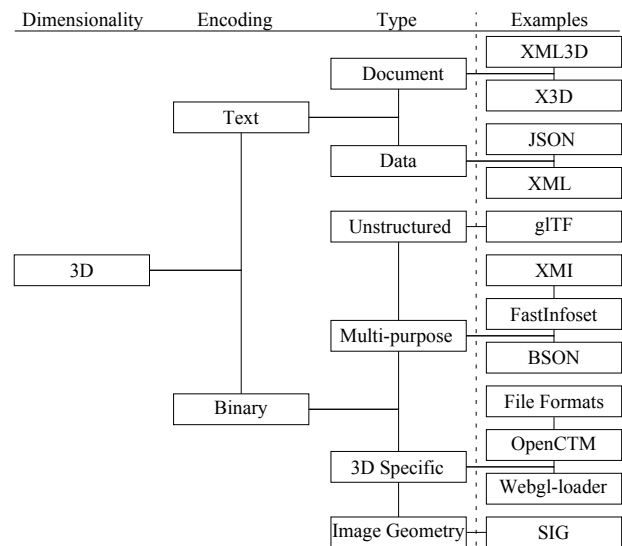 Dimensionality Encoding Type Examples
XML3D
Document
X3D
Text
JSON
Data
XML
Unstructured glTF
3D
XMI
FastInfoset
Multi-purpose
BSON
Binary
File Formats
OpenCTM
3D Specific
Webgl-loader
Image Geometry SIG